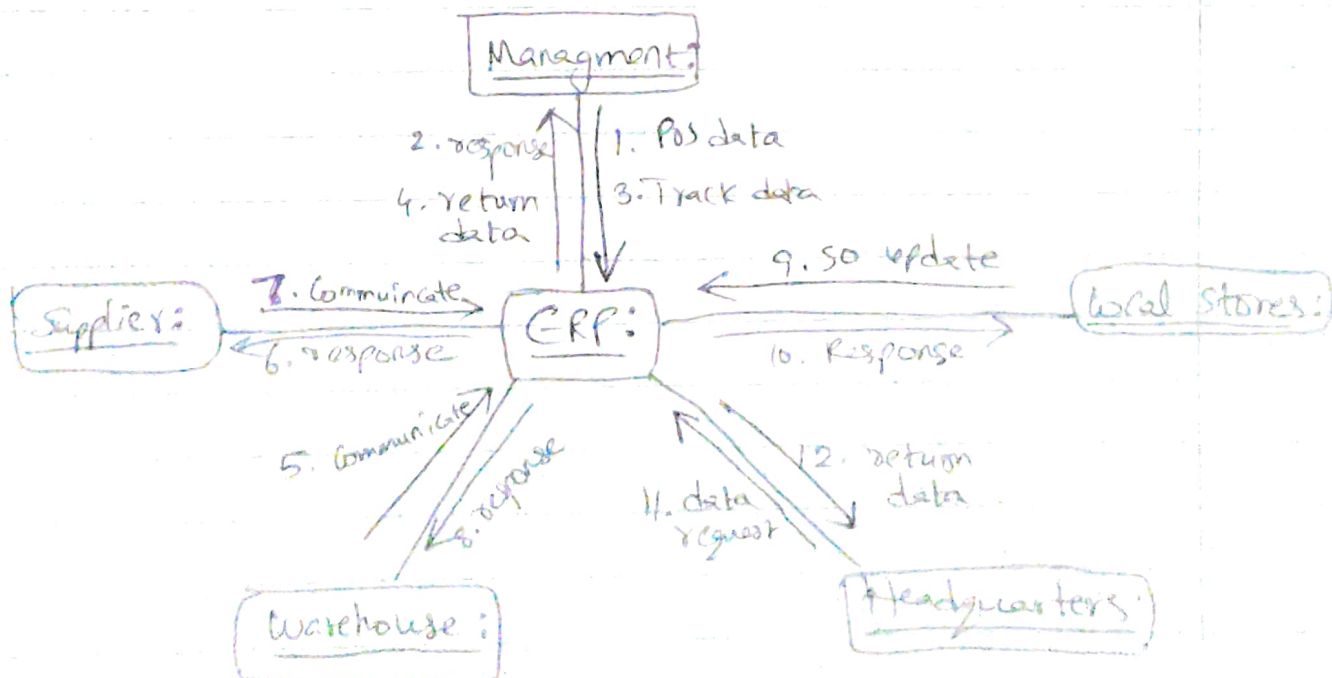 Managment:
2. response
1. Pos data
4. return
data
3. Track data
9. SO update
7. Commuincate
Supplier:
ERP:
Local Stores:
6. response
10. Response
5. Communicate
8. response
12. return
data
11. data
request
Warehouse:
Headquarters: